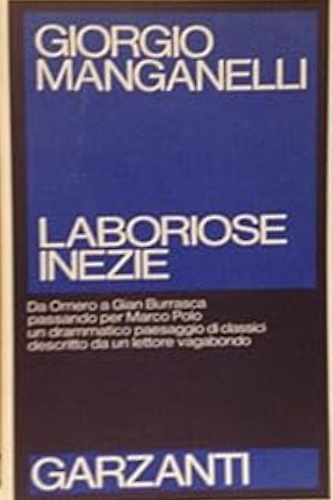 GIORGIO
MANGANELLI
LABORIOSE
INEZIE
Da Omero a Gian Burrasca
passando per Marco Polo
un drammatico paesaggio di classici
descritto da un lettore vagabondo
GARZANTI